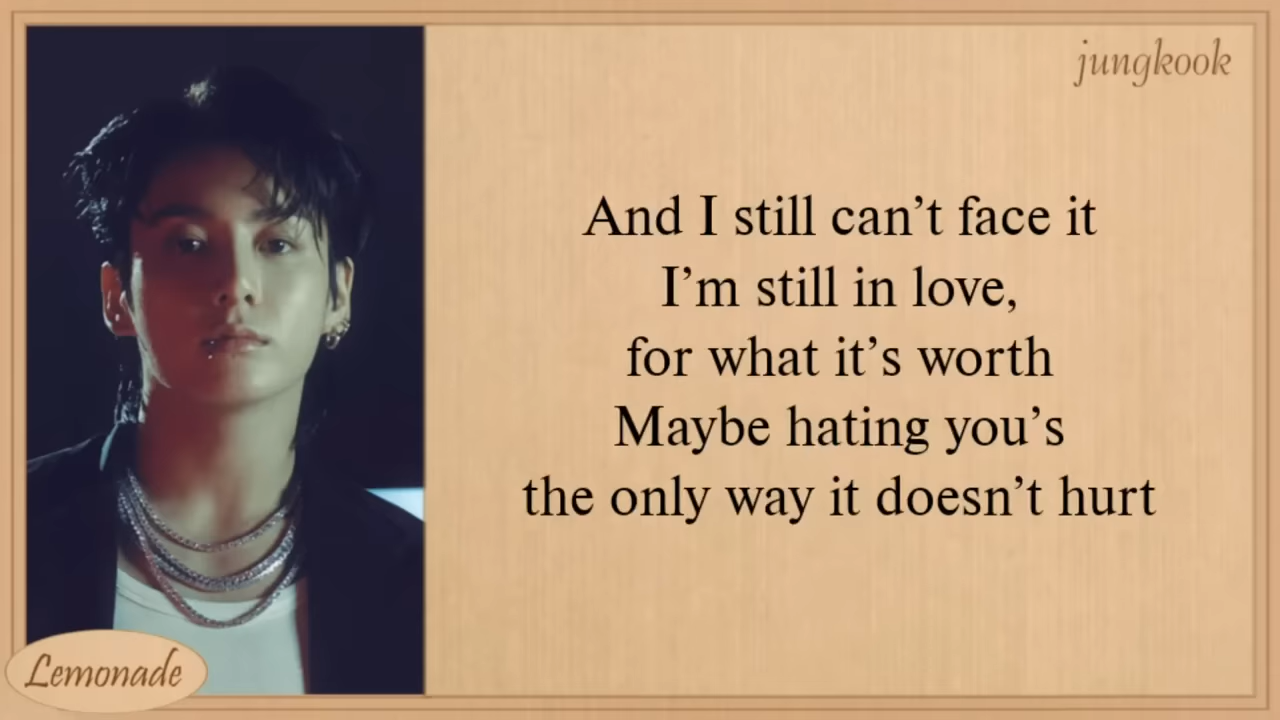 jungkook
And I still can’t face it
I’m still in love,
for what it’s worth
Maybe hating you’s
the only way it doesn’t hurt
Lemonade